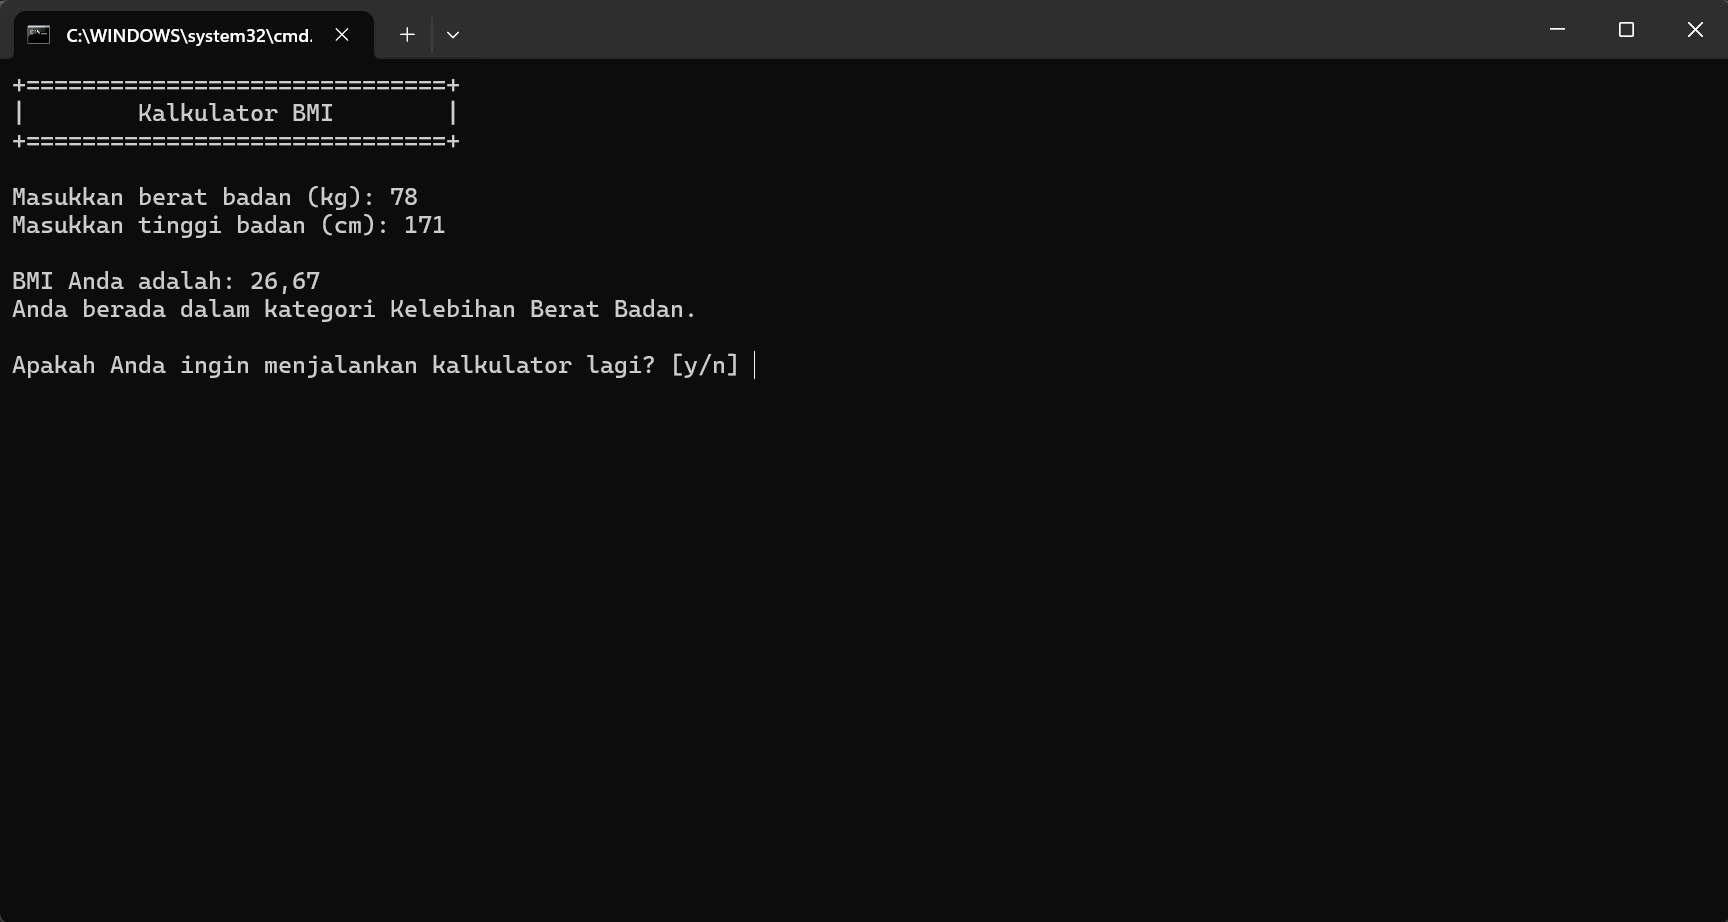 C:\WINDOWS\system32\cmd.
+==============================+
|        Kalkulator BMI        |
+==============================+
Masukkan berat badan (kg): 78
Masukkan tinggi badan (cm): 171
BMI Anda adalah: 26,67
Anda berada dalam kategori Kelebihan Berat Badan.
Apakah Anda ingin menjalankan kalkulator lagi? [y/n]